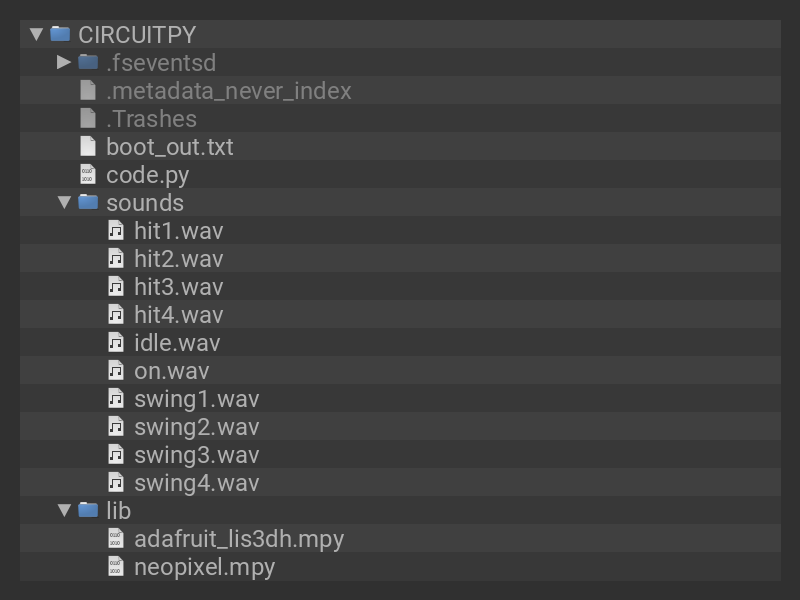 CIRCUITPY
.fseventsd
.metadata_never_index
.Trashes
boot_out.txt
code.py
sounds
hit1.wav
hit2.wav
hit3.wav
hit4.wav
idle.wav
on.wav
swing1.wav
swing2.wav
swing3.wav
swing4.wav
lib
adafruit_lis3dh.mpy
neopixel.mpy